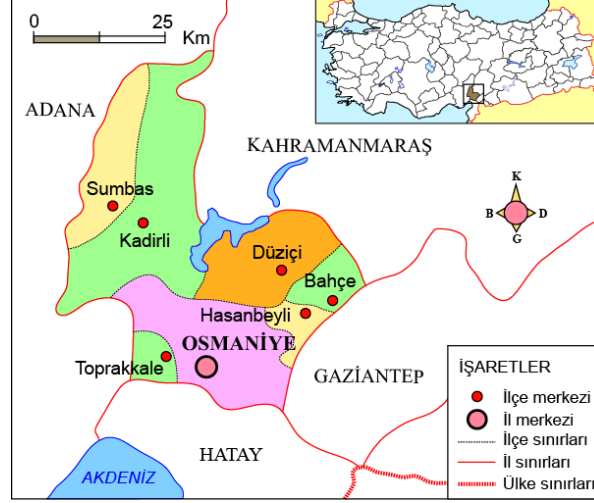 0 25
Km
ADANA
KAHRAMANMARAŞ
Sumbas
Kadirli
K
B D
G
Düziçi
Bahçe
Hasanbeyli
OSMANİYE
Toprakkale
GAZİANTEP
HATAY
AKDENİZ
İŞARETLER
İlçe merkezi
İl merkezi
İlçe sınırları
İl sınırları
Ülke sınırları